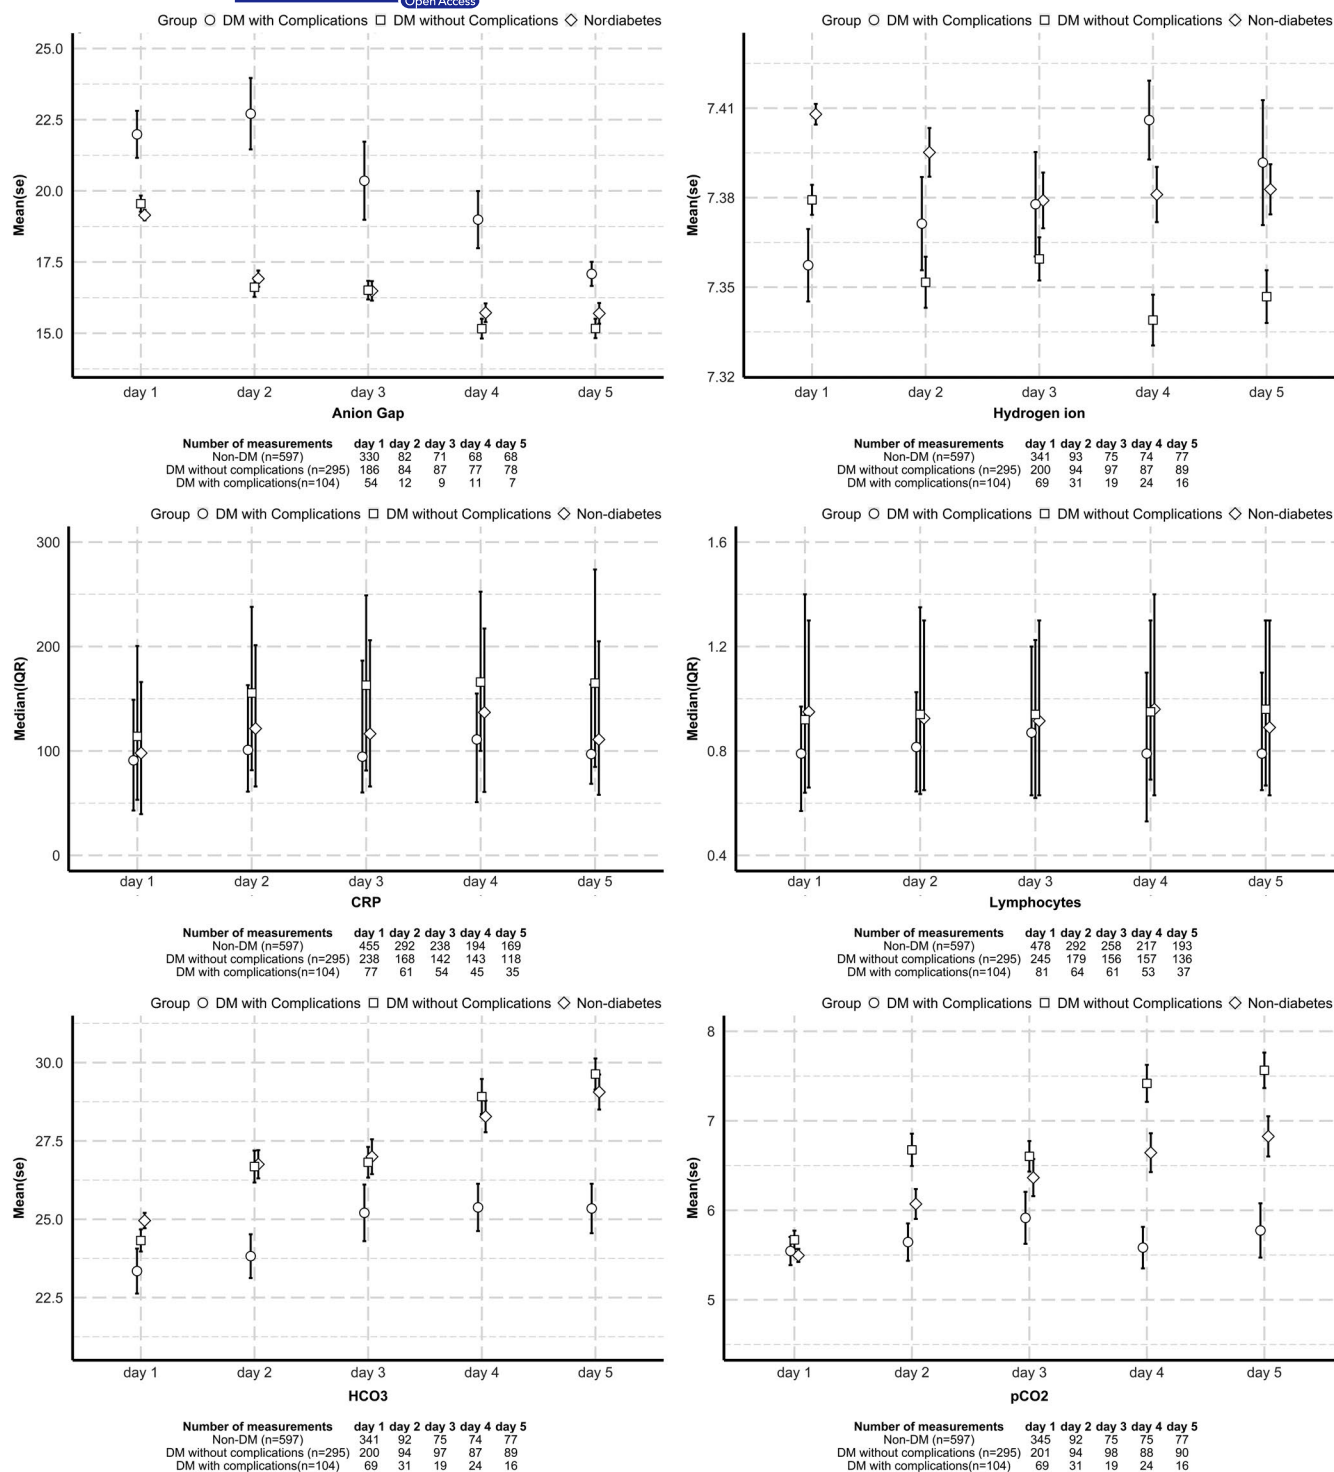 Open Access
Group DM with Complications DM without Complications Nordiabetes
25.0
22.5
20.0
17.5
15.0
Mean(se)
day 1 day 2 day 3 day 4 day 5
Anion Gap
Number of measurements day 1 day 2 day 3 day 4 day 5
Non-DM (n=597) 330 82 71 68 68
DM without complications (n=295) 186 84 87 77 78
DM with complications(n=104) 54 12 9 11 7
Group DM with Complications DM without Complications Non-diabetes
7.41
7.38
7.35
7.32
Mean(se)
day 1 day 2 day 3 day 4 day 5
Hydrogen ion
Number of measurements day 1 day 2 day 3 day 4 day 5
Non-DM (n=597) 341 93 75 74 77
DM without complications (n=295) 200 94 97 87 89
DM with complications(n=104) 69 31 19 24 16
Group DM with Complications DM without Complications Non-diabetes
300
200
100
0
Median(IQR)
day 1 day 2 day 3 day 4 day 5
CRP
Number of measurements day 1 day 2 day 3 day 4 day 5
Non-DM (n=597) 455 292 238 194 169
DM without complications (n=295) 238 168 142 143 118
DM with complications(n=104) 77 61 54 45 35
Group DM with Complications DM without Complications Non-diabetes
1.6
1.2
0.8
0.4
Median(IQR)
day 1 day 2 day 3 day 4 day 5
Lymphocytes
Number of measurements day 1 day 2 day 3 day 4 day 5
Non-DM (n=597) 478 292 258 217 193
DM without complications (n=295) 245 179 156 157 136
DM with complications(n=104) 81 64 61 53 37
Group DM with Complications DM without Complications Non-diabetes
30.0
27.5
25.0
22.5
Mean(se)
day 1 day 2 day 3 day 4 day 5
HCO3
Number of measurements day 1 day 2 day 3 day 4 day 5
Non-DM (n=597) 341 92 75 74 77
DM without complications (n=295) 200 94 97 87 89
DM with complications(n=104) 69 31 19 24 16
Group DM with Complications DM without Complications Non-diabetes
8
7
6
5
Mean(se)
day 1 day 2 day 3 day 4 day 5
pCO2
Number of measurements day 1 day 2 day 3 day 4 day 5
Non-DM (n=597) 345 92 75 75 77
DM without complications (n=295) 201 94 98 88 90
DM with complications(n=104) 69 31 19 24 16